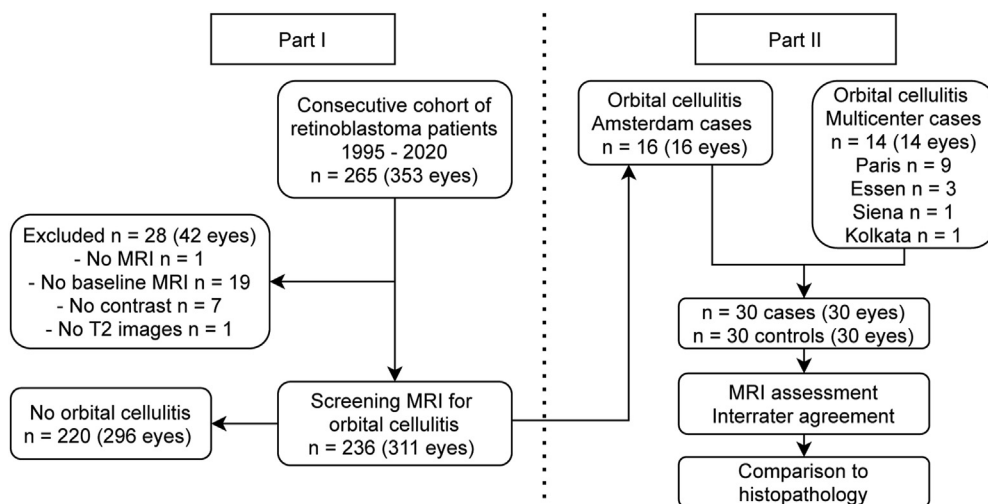 Part I
Consecutive cohort of
retinoblastoma patients
1995 - 2020
n = 265 (353 eyes)
Excluded n = 28 (42 eyes)
- No MRI n = 1
- No baseline MRI n = 19
- No contrast n = 7
- No T2 images n = 1
Screening MRI for
orbital cellulitis
n = 236 (311 eyes)
No orbital cellulitis
n = 220 (296 eyes)
Part II
Orbital cellulitis
Amsterdam cases
n = 16 (16 eyes)
Orbital cellulitis
Multicenter cases
n = 14 (14 eyes)
Paris n = 9
Essen n = 3
Siena n = 1
Kolkata n = 1
n = 30 cases (30 eyes)
n = 30 controls (30 eyes)
MRI assessment
Interrater agreement
Comparison to
histopathology